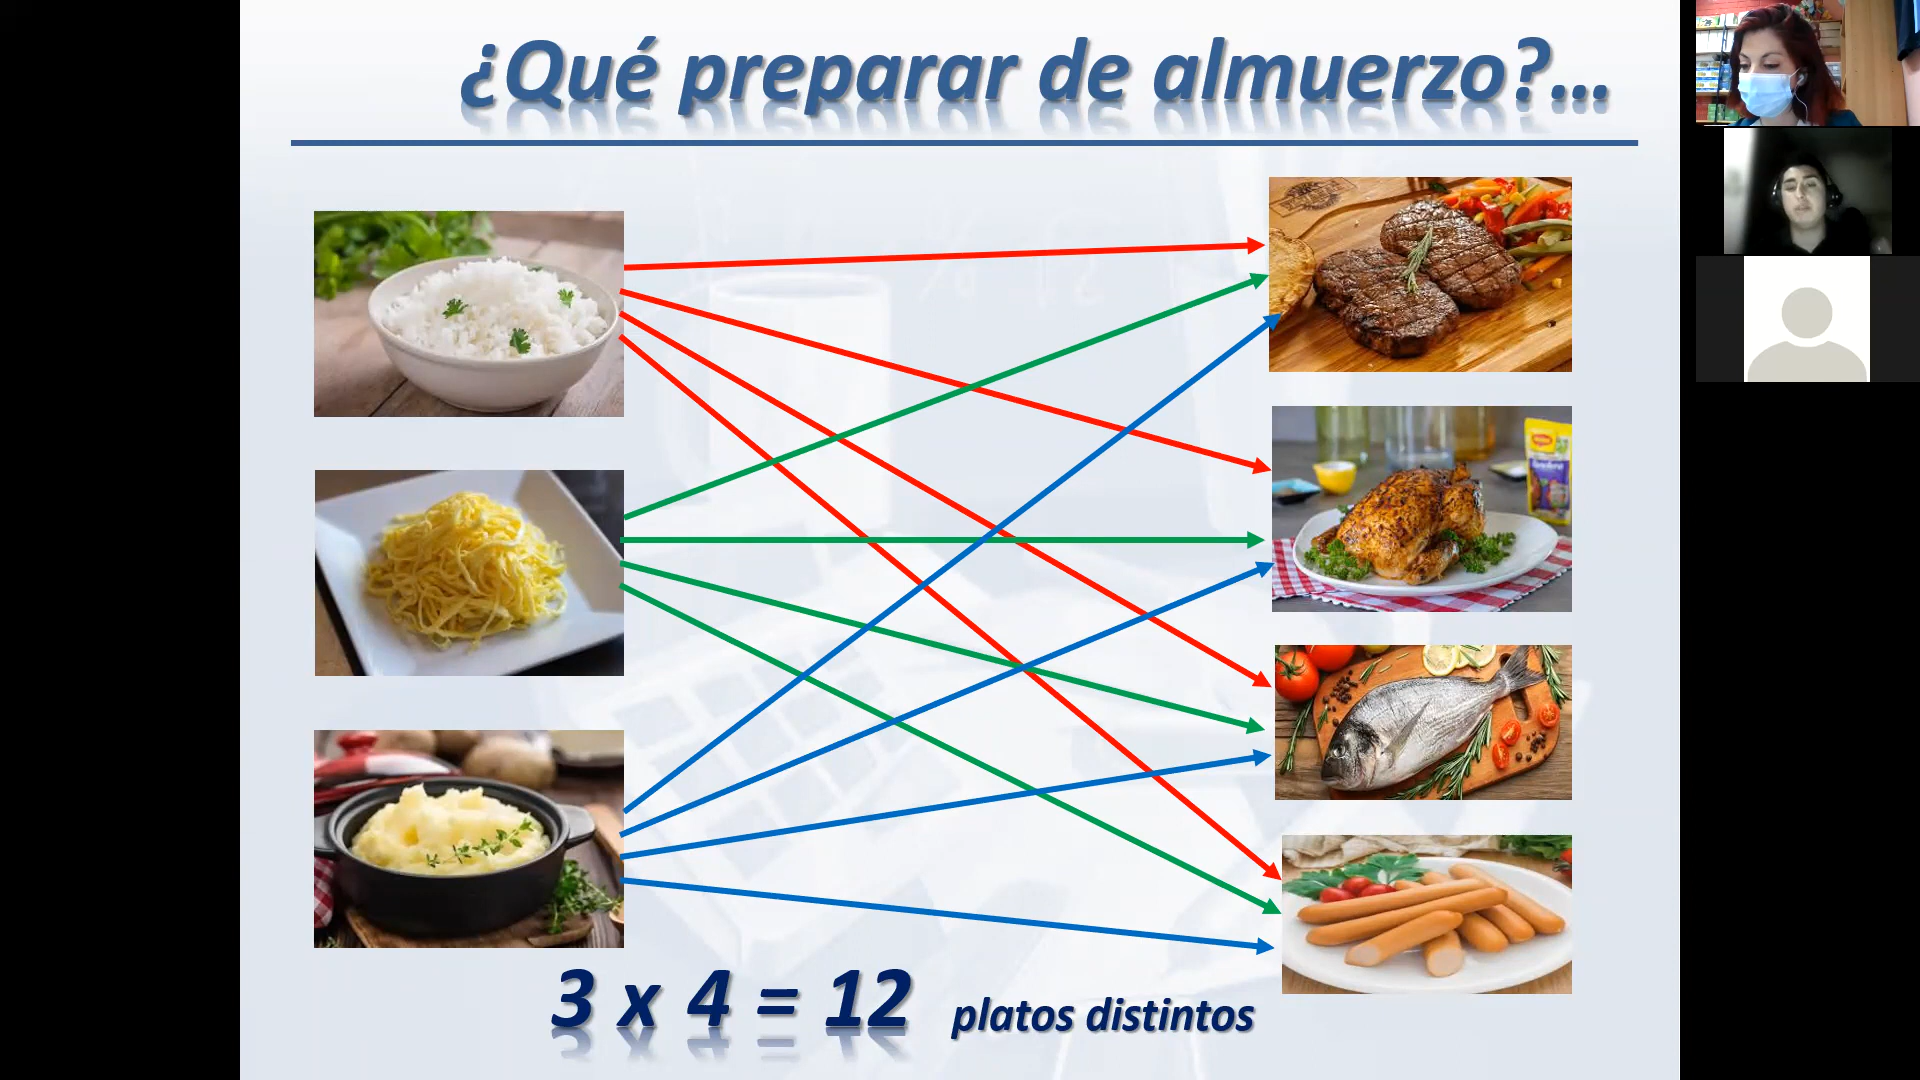 ¿Qué preparar de almuerzo?...
3 x 4 = 12 platos distintos